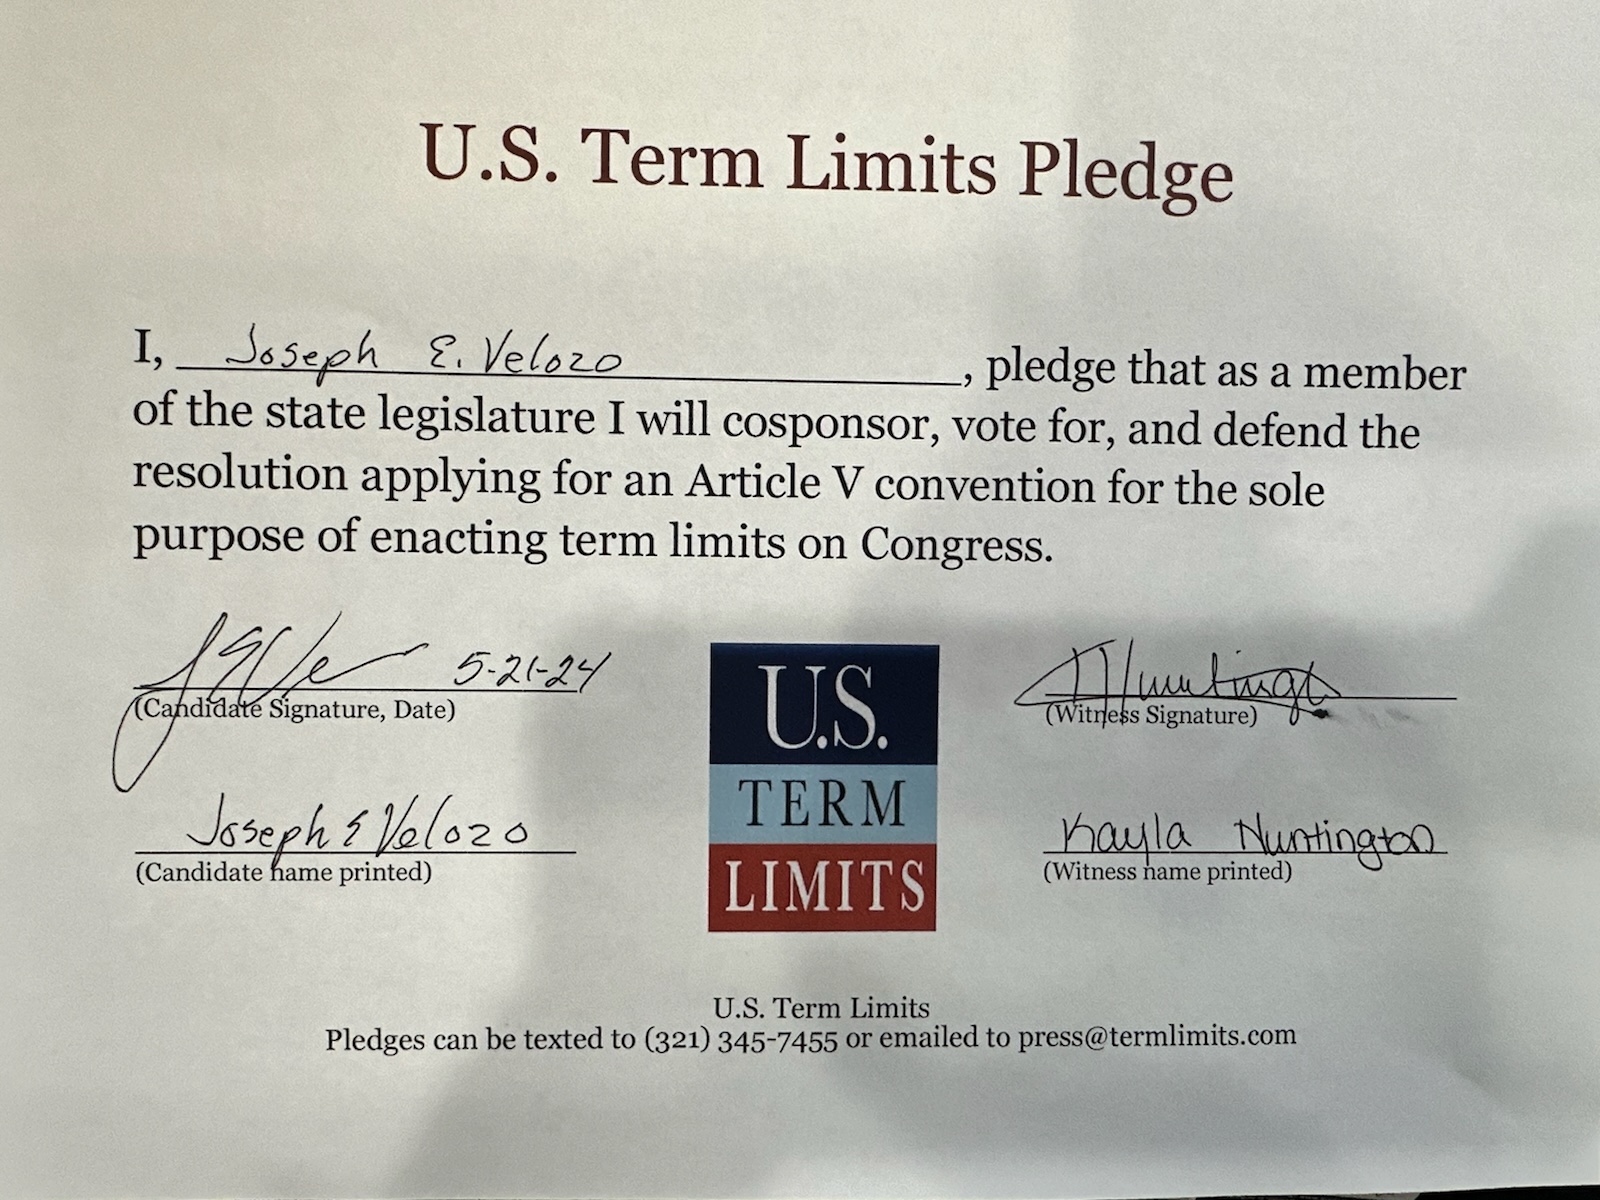 U.S. Term Limits Pledge
I, Joseph E. Velozo, pledge that as a member
of the state legislature I will cosponsor, vote for, and defend the
resolution applying for an Article V convention for the sole
purpose of enacting term limits on Congress.
5-21-24
(Candidate Signature, Date)
(Witness Signature)
Joseph E Velozo
(Candidate name printed)
Kayla Huntington
(Witness name printed)
U.S.
TERM
LIMITS
U.S. Term Limits
Pledges can be texted to (321) 345-7455 or emailed to press@termlimits.com